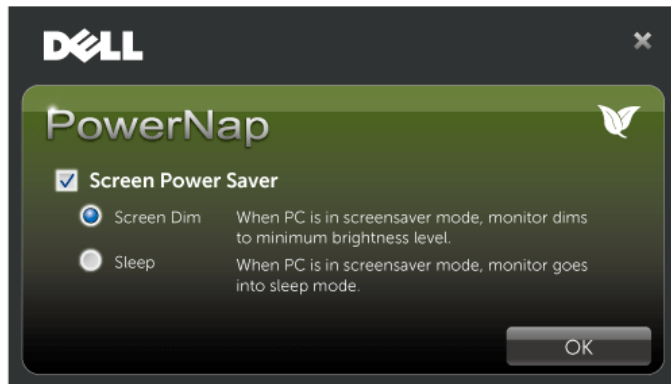 DELL
PowerNap
Screen Power Saver
Screen Dim When PC is in screensaver mode, monitor dims
to minimum brightness level.
Sleep When PC is in screensaver mode, monitor goes
into sleep mode.
OK